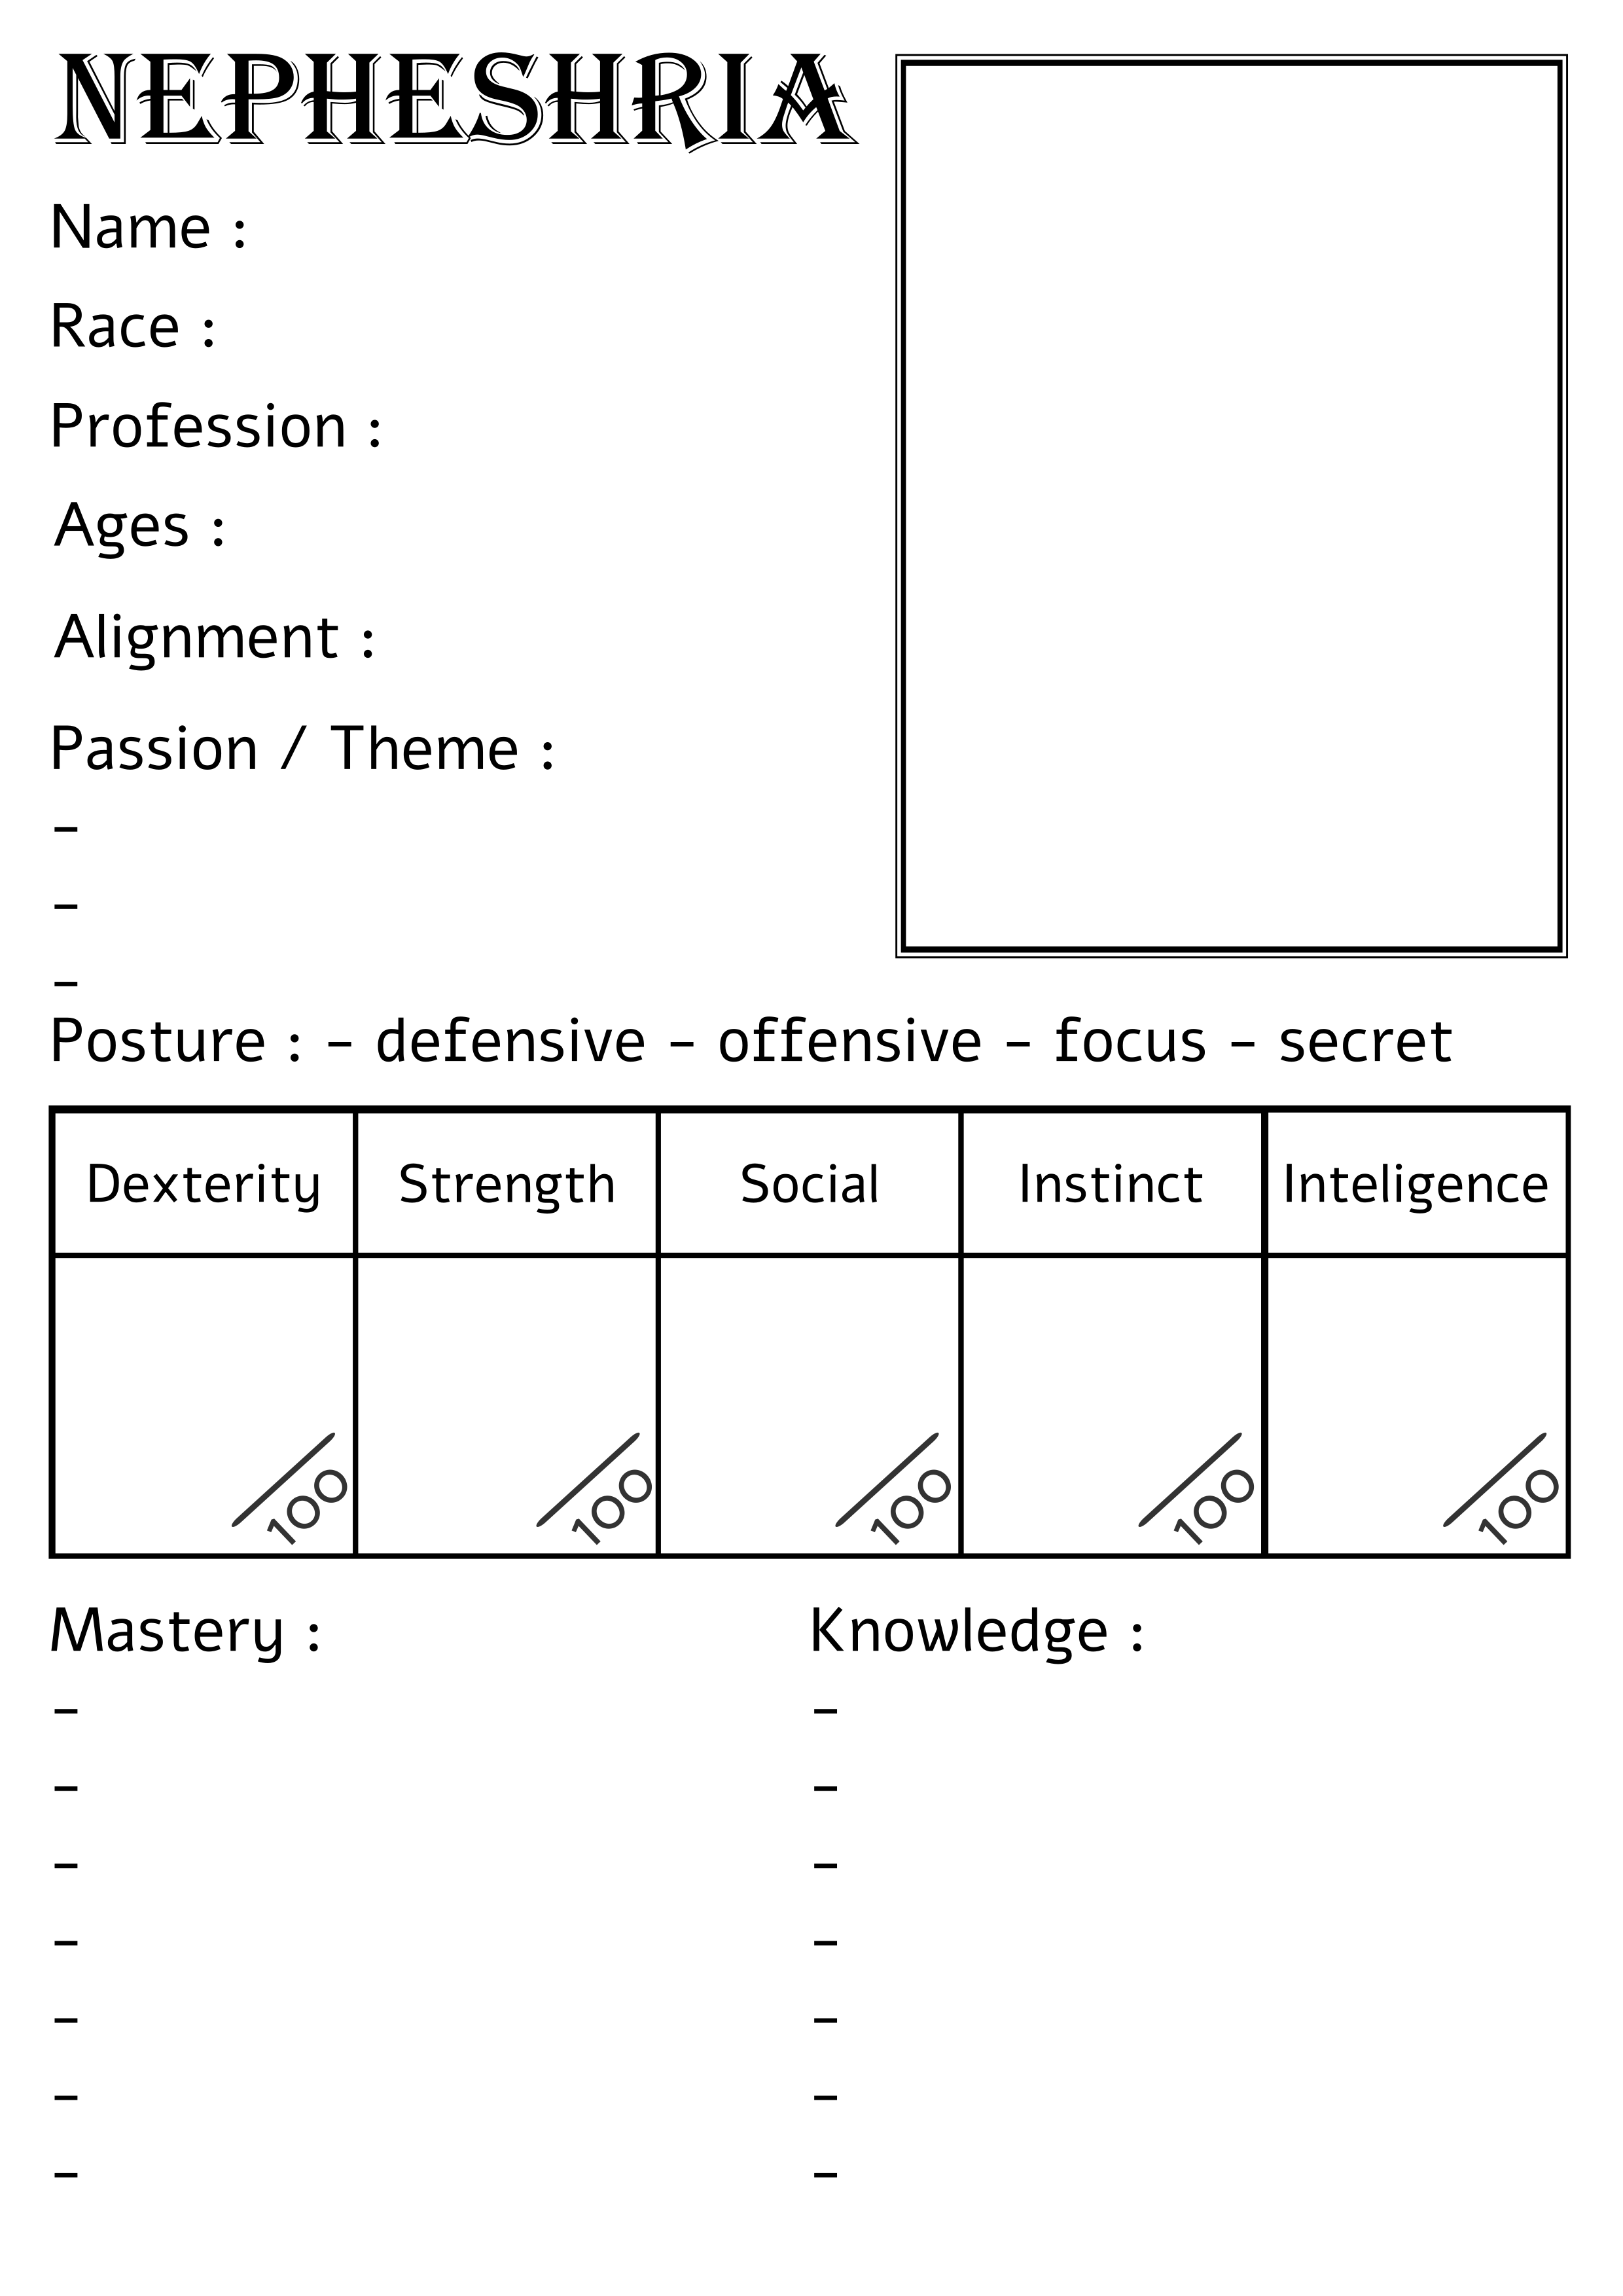 NEPHESHRIA
Name :
Race :
Profession :
Ages :
Alignment :
Passion / Theme :
-
-
-
Posture : - defensive - offensive - focus - secret
Dexterity Strength Social Instinct Inteligence
/100 /100 /100 /100 /100
Mastery : Knowledge :
- -
- -
- -
- -
- -
- -
- -